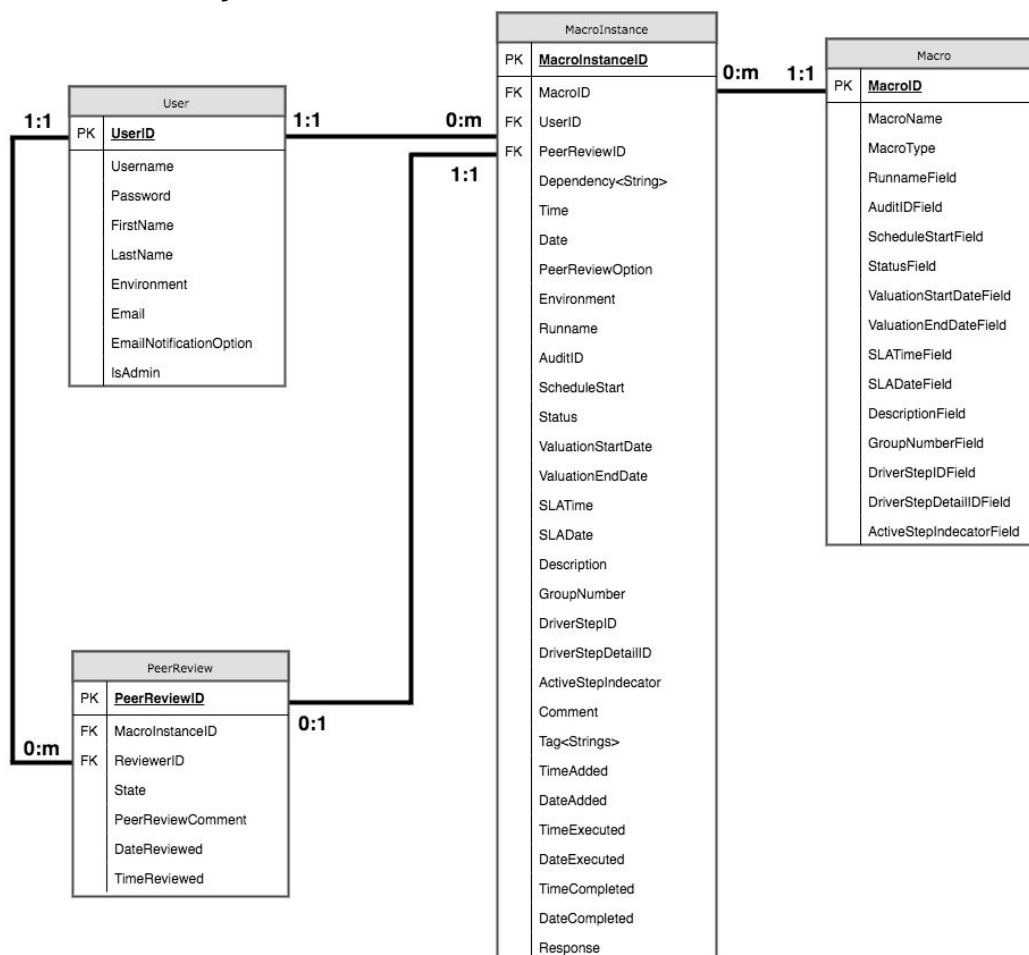 User
PK UserID
Username
Password
FirstName
LastName
Environment
Email
EmailNotificationOption
IsAdmin
1:1
1:1
0:m
1:1
MacroInstance
PK MacroInstanceID
FK MacroID
FK UserID
FK PeerReviewID
Dependency<String>
Time
Date
PeerReviewOption
Environment
Runname
AuditID
ScheduleStart
Status
ValuationStartDate
ValuationEndDate
SLATime
SLADate
Description
GroupNumber
DriverStepID
DriverStepDetailID
ActiveStepIndecator
Comment
Tag<Strings>
TimeAdded
DateAdded
TimeExecuted
DateExecuted
TimeCompleted
DateCompleted
Response
0:m
1:1
Macro
PK MacroID
MacroName
MacroType
RunnameField
AuditIDField
ScheduleStartField
StatusField
ValuationStartDateField
ValuationEndDateField
SLATimeField
SLADateField
DescriptionField
GroupNumberField
DriverStepIDField
DriverStepDetailIDField
ActiveStepIndecatorField
PeerReview
PK PeerReviewID
FK MacroInstanceID
FK ReviewerID
State
PeerReviewComment
DateReviewed
TimeReviewed
0:m
0:1